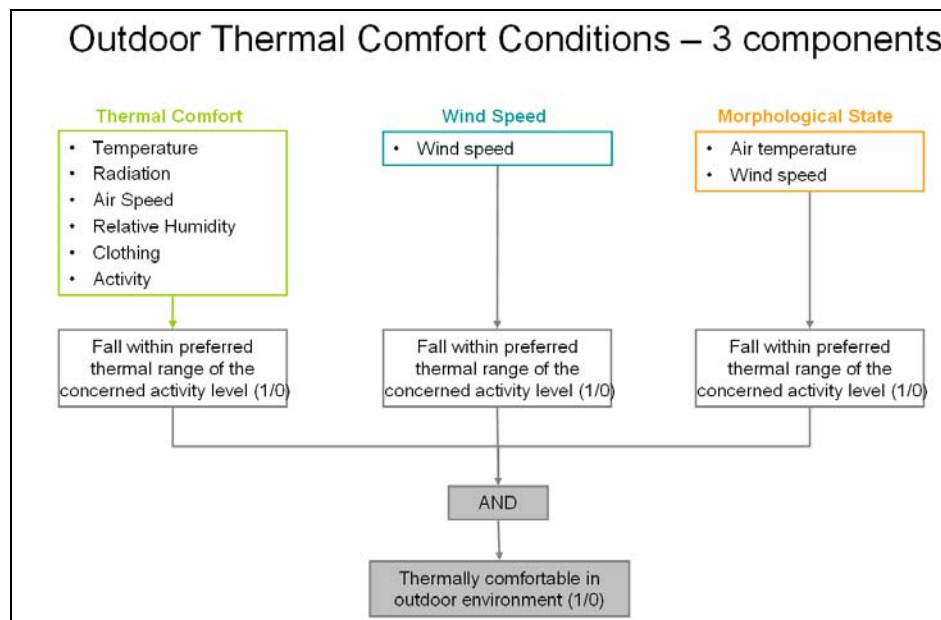 Outdoor Thermal Comfort Conditions – 3 components
Thermal Comfort
• Temperature
• Radiation
• Air Speed
• Relative Humidity
• Clothing
• Activity
Wind Speed
• Wind speed
Morphological State
• Air temperature
• Wind speed
Fall within preferred
thermal range of the
concerned activity level (1/0)
Fall within preferred
thermal range of the
concerned activity level (1/0)
Fall within preferred
thermal range of the
concerned activity level (1/0)
AND
Thermally comfortable in
outdoor environment (1/0)